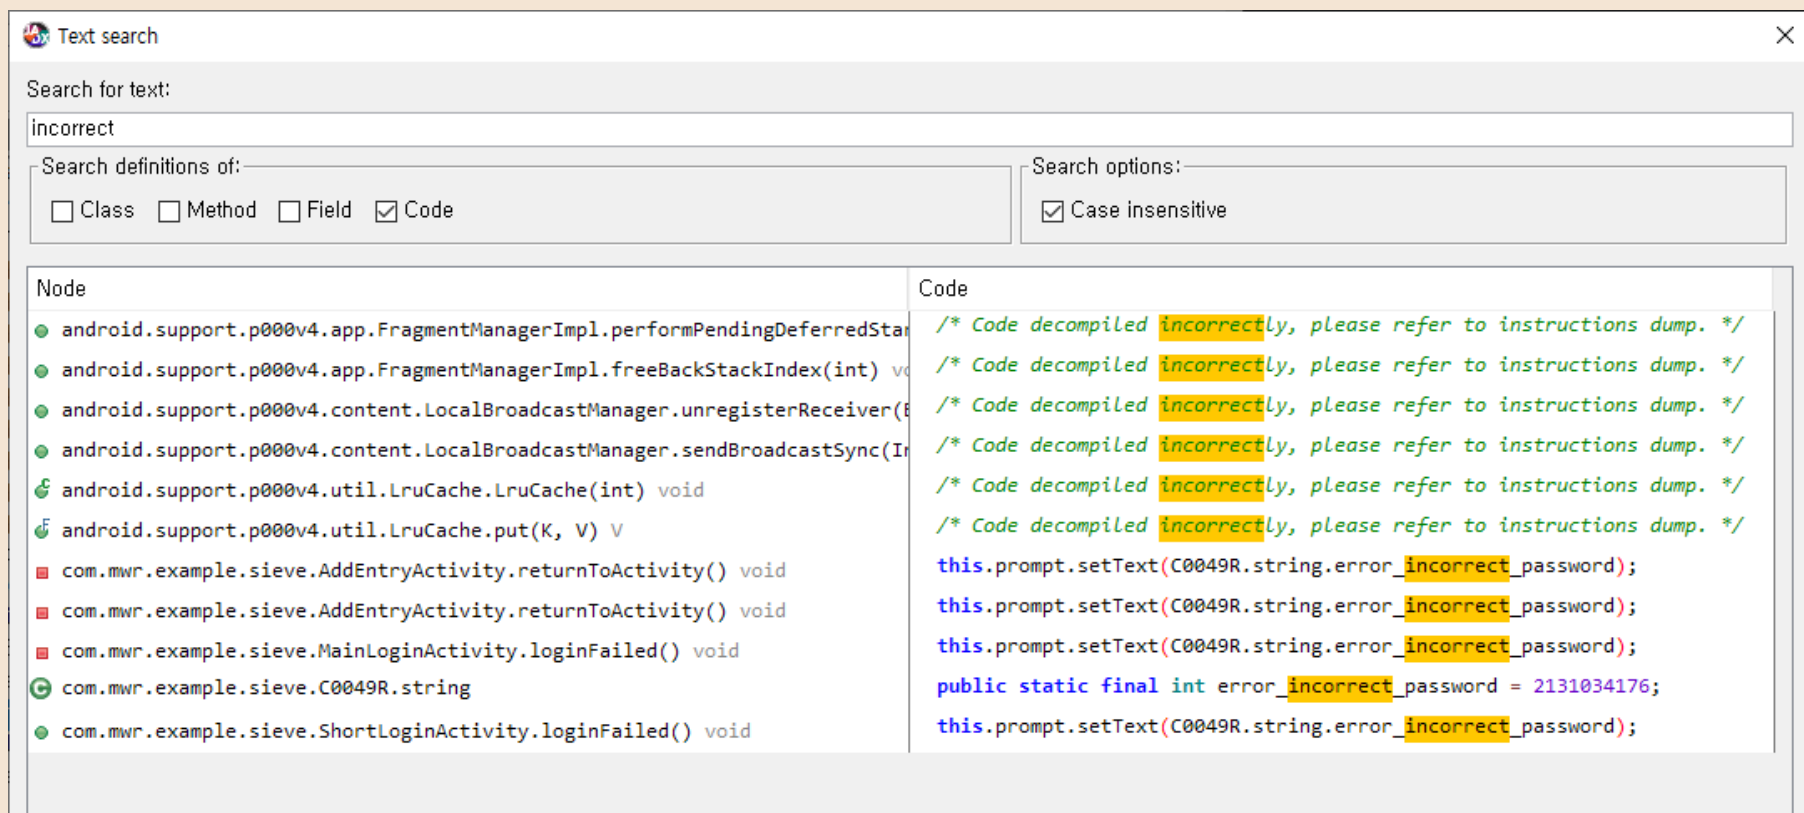 Text search
Search for text:
incorrect
Search definitions of:
Class Method Field Code
Search options:
Case insensitive
Node Code
android.support.p000v4.app.FragmentManagerImpl.performPendingDeferredStar /* Code decompiled incorrectly, please refer to instructions dump. */
android.support.p000v4.app.FragmentManagerImpl.freeBackStackIndex(int) vo /* Code decompiled incorrectly, please refer to instructions dump. */
android.support.p000v4.content.LocalBroadcastManager.unregisterReceiver(B /* Code decompiled incorrectly, please refer to instructions dump. */
android.support.p000v4.content.LocalBroadcastManager.sendBroadcastSync(In /* Code decompiled incorrectly, please refer to instructions dump. */
android.support.p000v4.util.LruCache.LruCache(int) void /* Code decompiled incorrectly, please refer to instructions dump. */
android.support.p000v4.util.LruCache.put(K, V) V /* Code decompiled incorrectly, please refer to instructions dump. */
com.mwr.example.sieve.AddEntryActivity.returnToActivity() void this.prompt.setText(C0049R.string.error_incorrect_password);
com.mwr.example.sieve.AddEntryActivity.returnToActivity() void this.prompt.setText(C0049R.string.error_incorrect_password);
com.mwr.example.sieve.MainLoginActivity.loginFailed() void this.prompt.setText(C0049R.string.error_incorrect_password);
com.mwr.example.sieve.C0049R.string public static final int error_incorrect_password = 2131034176;
com.mwr.example.sieve.ShortLoginActivity.loginFailed() void this.prompt.setText(C0049R.string.error_incorrect_password);